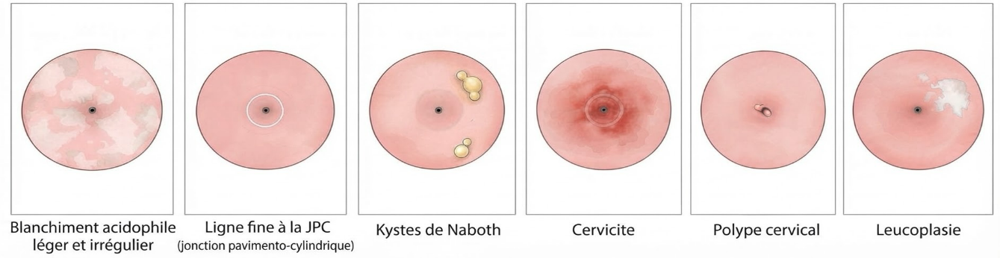 Blanchiment acidophile
léger et irrégulier
Ligne fine à la JPC
(jonction pavimento-cylindrique)
Kystes de Naboth
Cervicite
Polype cervical
Leucoplasie